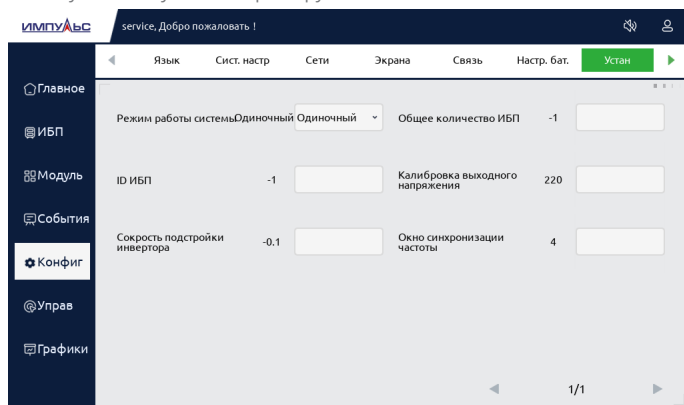 ИМПУЛЬС
service, Добро пожаловать !
Язык Сист. настр Сети Экрана Связь Настр. бат. Устан
Главное
ИБП
Модуль
События
Конфиг
Управ
Графики
Режим работы системы Одиночный Одиночный
Общее количество ИБП -1
ID ИБП -1
Калибровка выходного
напряжения 220
Сокрость подстройки
инвертора -0.1
Окно синхронизации
частоты 4
1/1